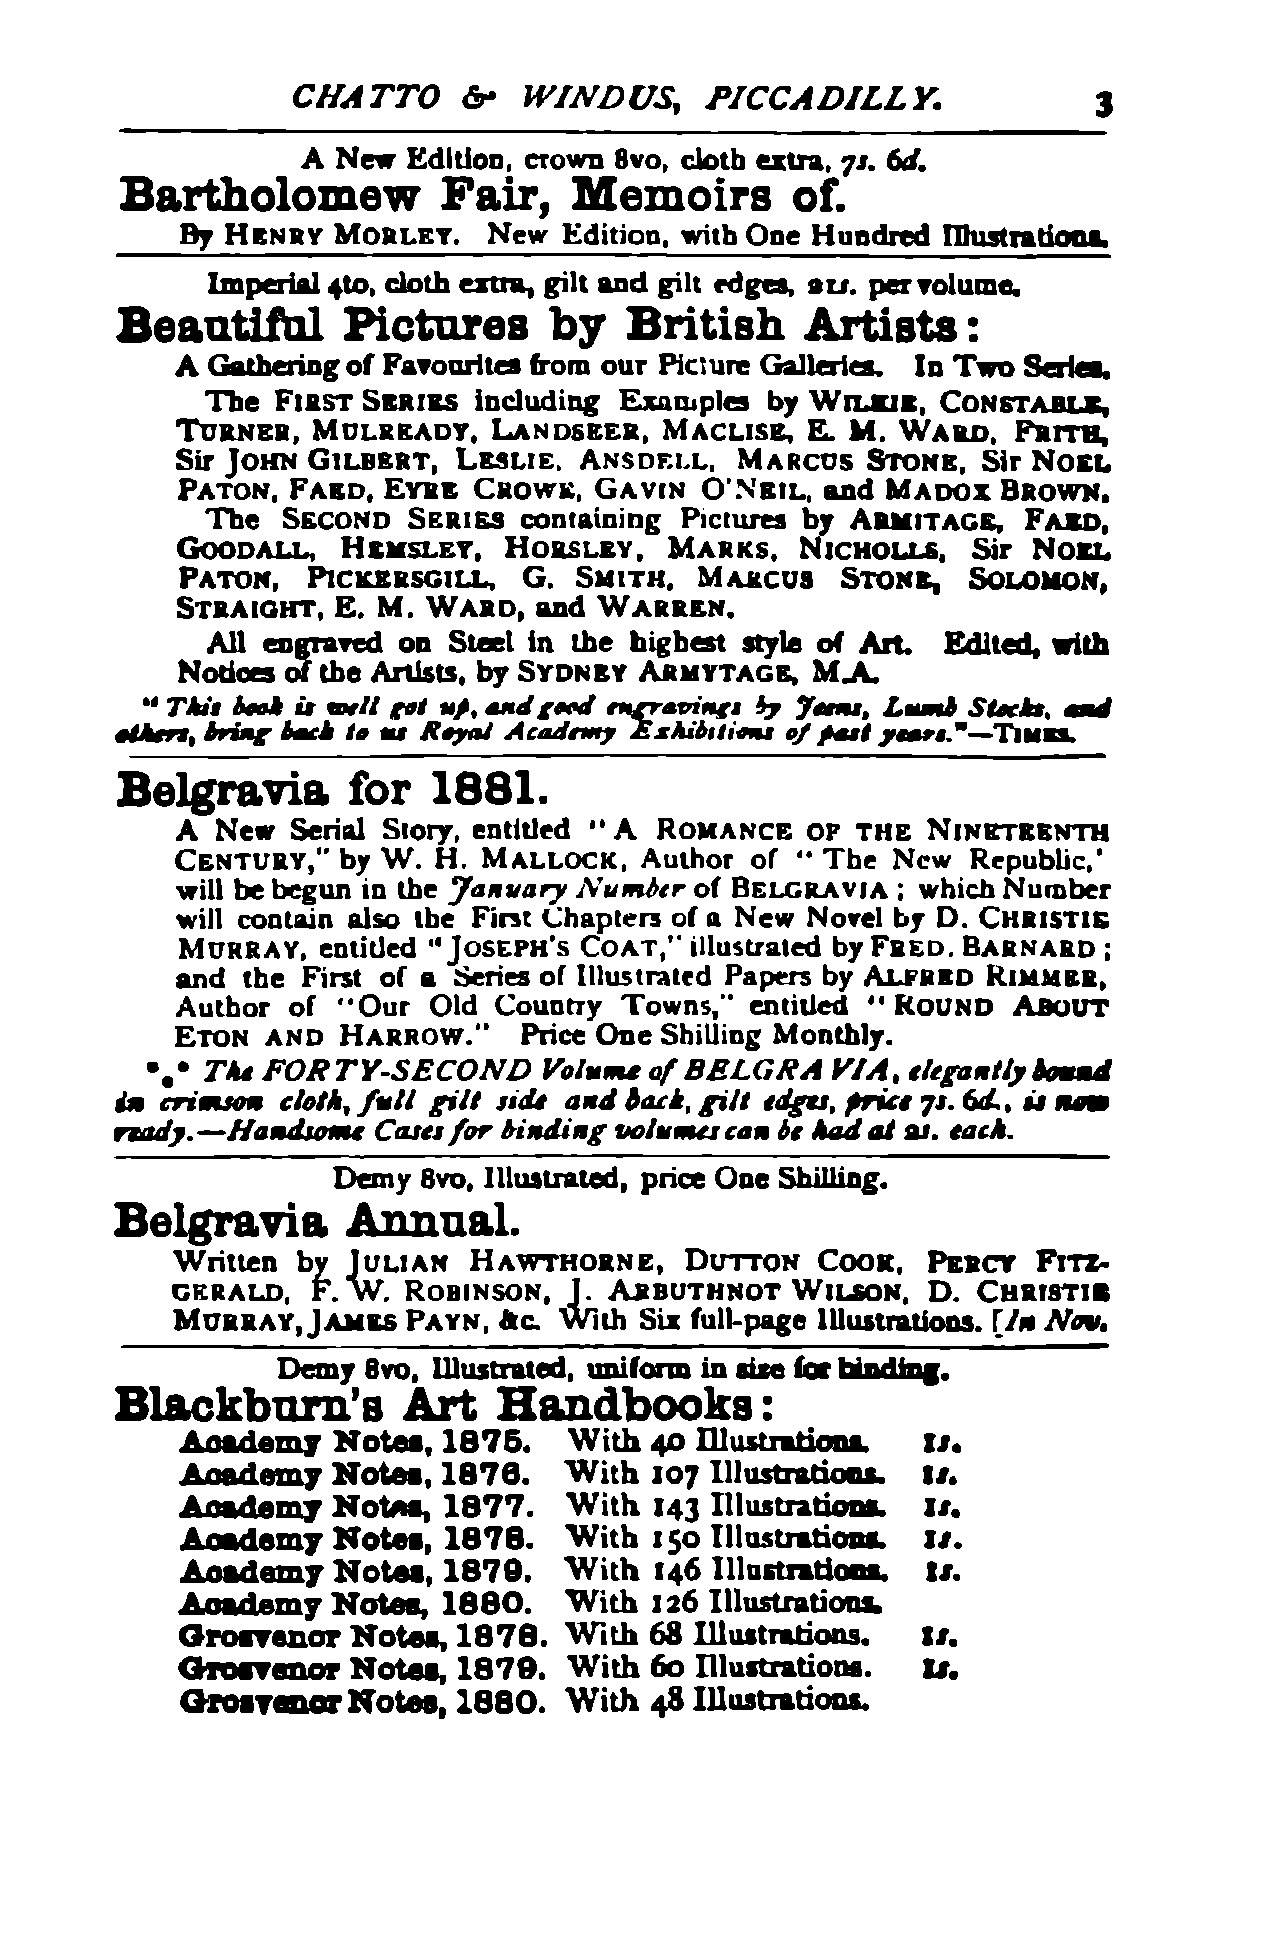 CHATTO & WINDUS, PICCADILLY. 3
A New Edition, crown 8vo, cloth extra, 7s. 6d.
Bartholomew Fair, Memoirs of.
By HENRY MORLEY. New Edition, with One Hundred Illustrations.
Imperial 4to, cloth extra, gilt and gilt edges, 21s. per volume.
Beautiful Pictures by British Artists:
A Gathering of Favourites from our Picture Galleries. In Two Series.
The FIRST SERIES including Examples by WILKIE, CONSTABLE,
TURNER, MULREADY, LANDSEER, MACLISE, E. M. WARD, FRITH,
Sir JOHN GILBERT, LESLIE, ANSDELL, MARCUS STONE, Sir NOEL
PATON, FAED, EYRE CROWE, GAVIN O'NEIL, and MADOX BROWN.
The SECOND SERIES containing Pictures by ARMITAGE, FAED,
GOODALL, HEMSLEY, HORSLEY, MARKS, NICHOLLS, Sir NOEL
PATON, PICKERSGILL, G. SMITH, MARCUS STONE, SOLOMON,
STRAIGHT, E. M. WARD, and WARREN.
All engraved on Steel in the highest style of Art. Edited, with
Notices of the Artists, by SYDNEY ARMYTAGE, M.A.
"This book is well got up, and good engravings by Jeens, Lumb Stocks, and
others, bring back to us Royal Academy Exhibitions of past years."—TIMES.
Belgravia for 1881.
A New Serial Story, entitled "A ROMANCE OF THE NINETEENTH
CENTURY," by W. H. MALLOCK, Author of "The New Republic,'
will be begun in the January Number of BELGRAVIA; which Number
will contain also the First Chapters of a New Novel by D. CHRISTIE
MURRAY, entitled "JOSEPH'S COAT," illustrated by FRED. BARNARD;
and the First of a Series of Illustrated Papers by ALFRED RIMMER,
Author of "Our Old Country Towns," entitled "ROUND ABOUT
ETON AND HARROW." Price One Shilling Monthly.
*.* The FORTY-SECOND Volume of BELGRAVIA, elegantly bound
in crimson cloth, full gilt side and back, gilt edges, price 7s. 6d., is now
ready.—Handsome Cases for binding volumes can be had at 2s. each.
Demy 8vo, Illustrated, price One Shilling.
Belgravia Annual.
Written by JULIAN HAWTHORNE, DUTTON COOK, PERCY FITZ-
GERALD, F. W. ROBINSON, J. ARBUTHNOT WILSON, D. CHRISTIE
MURRAY, JAMES PAYN, &c. With Six full-page Illustrations. [In Nov.
Demy 8vo, Illustrated, uniform in size for binding.
Blackburn's Art Handbooks:
Academy Notes, 1875. With 40 Illustrations. 1s.
Academy Notes, 1876. With 107 Illustrations. 1s.
Academy Notes, 1877. With 143 Illustrations. 1s.
Academy Notes, 1878. With 150 Illustrations. 1s.
Academy Notes, 1879. With 146 Illustrations. 1s.
Academy Notes, 1880. With 126 Illustrations.
Grosvenor Notes, 1878. With 68 Illustrations. 1s.
Grosvenor Notes, 1879. With 60 Illustrations. 1s.
Grosvenor Notes, 1880. With 48 Illustrations.